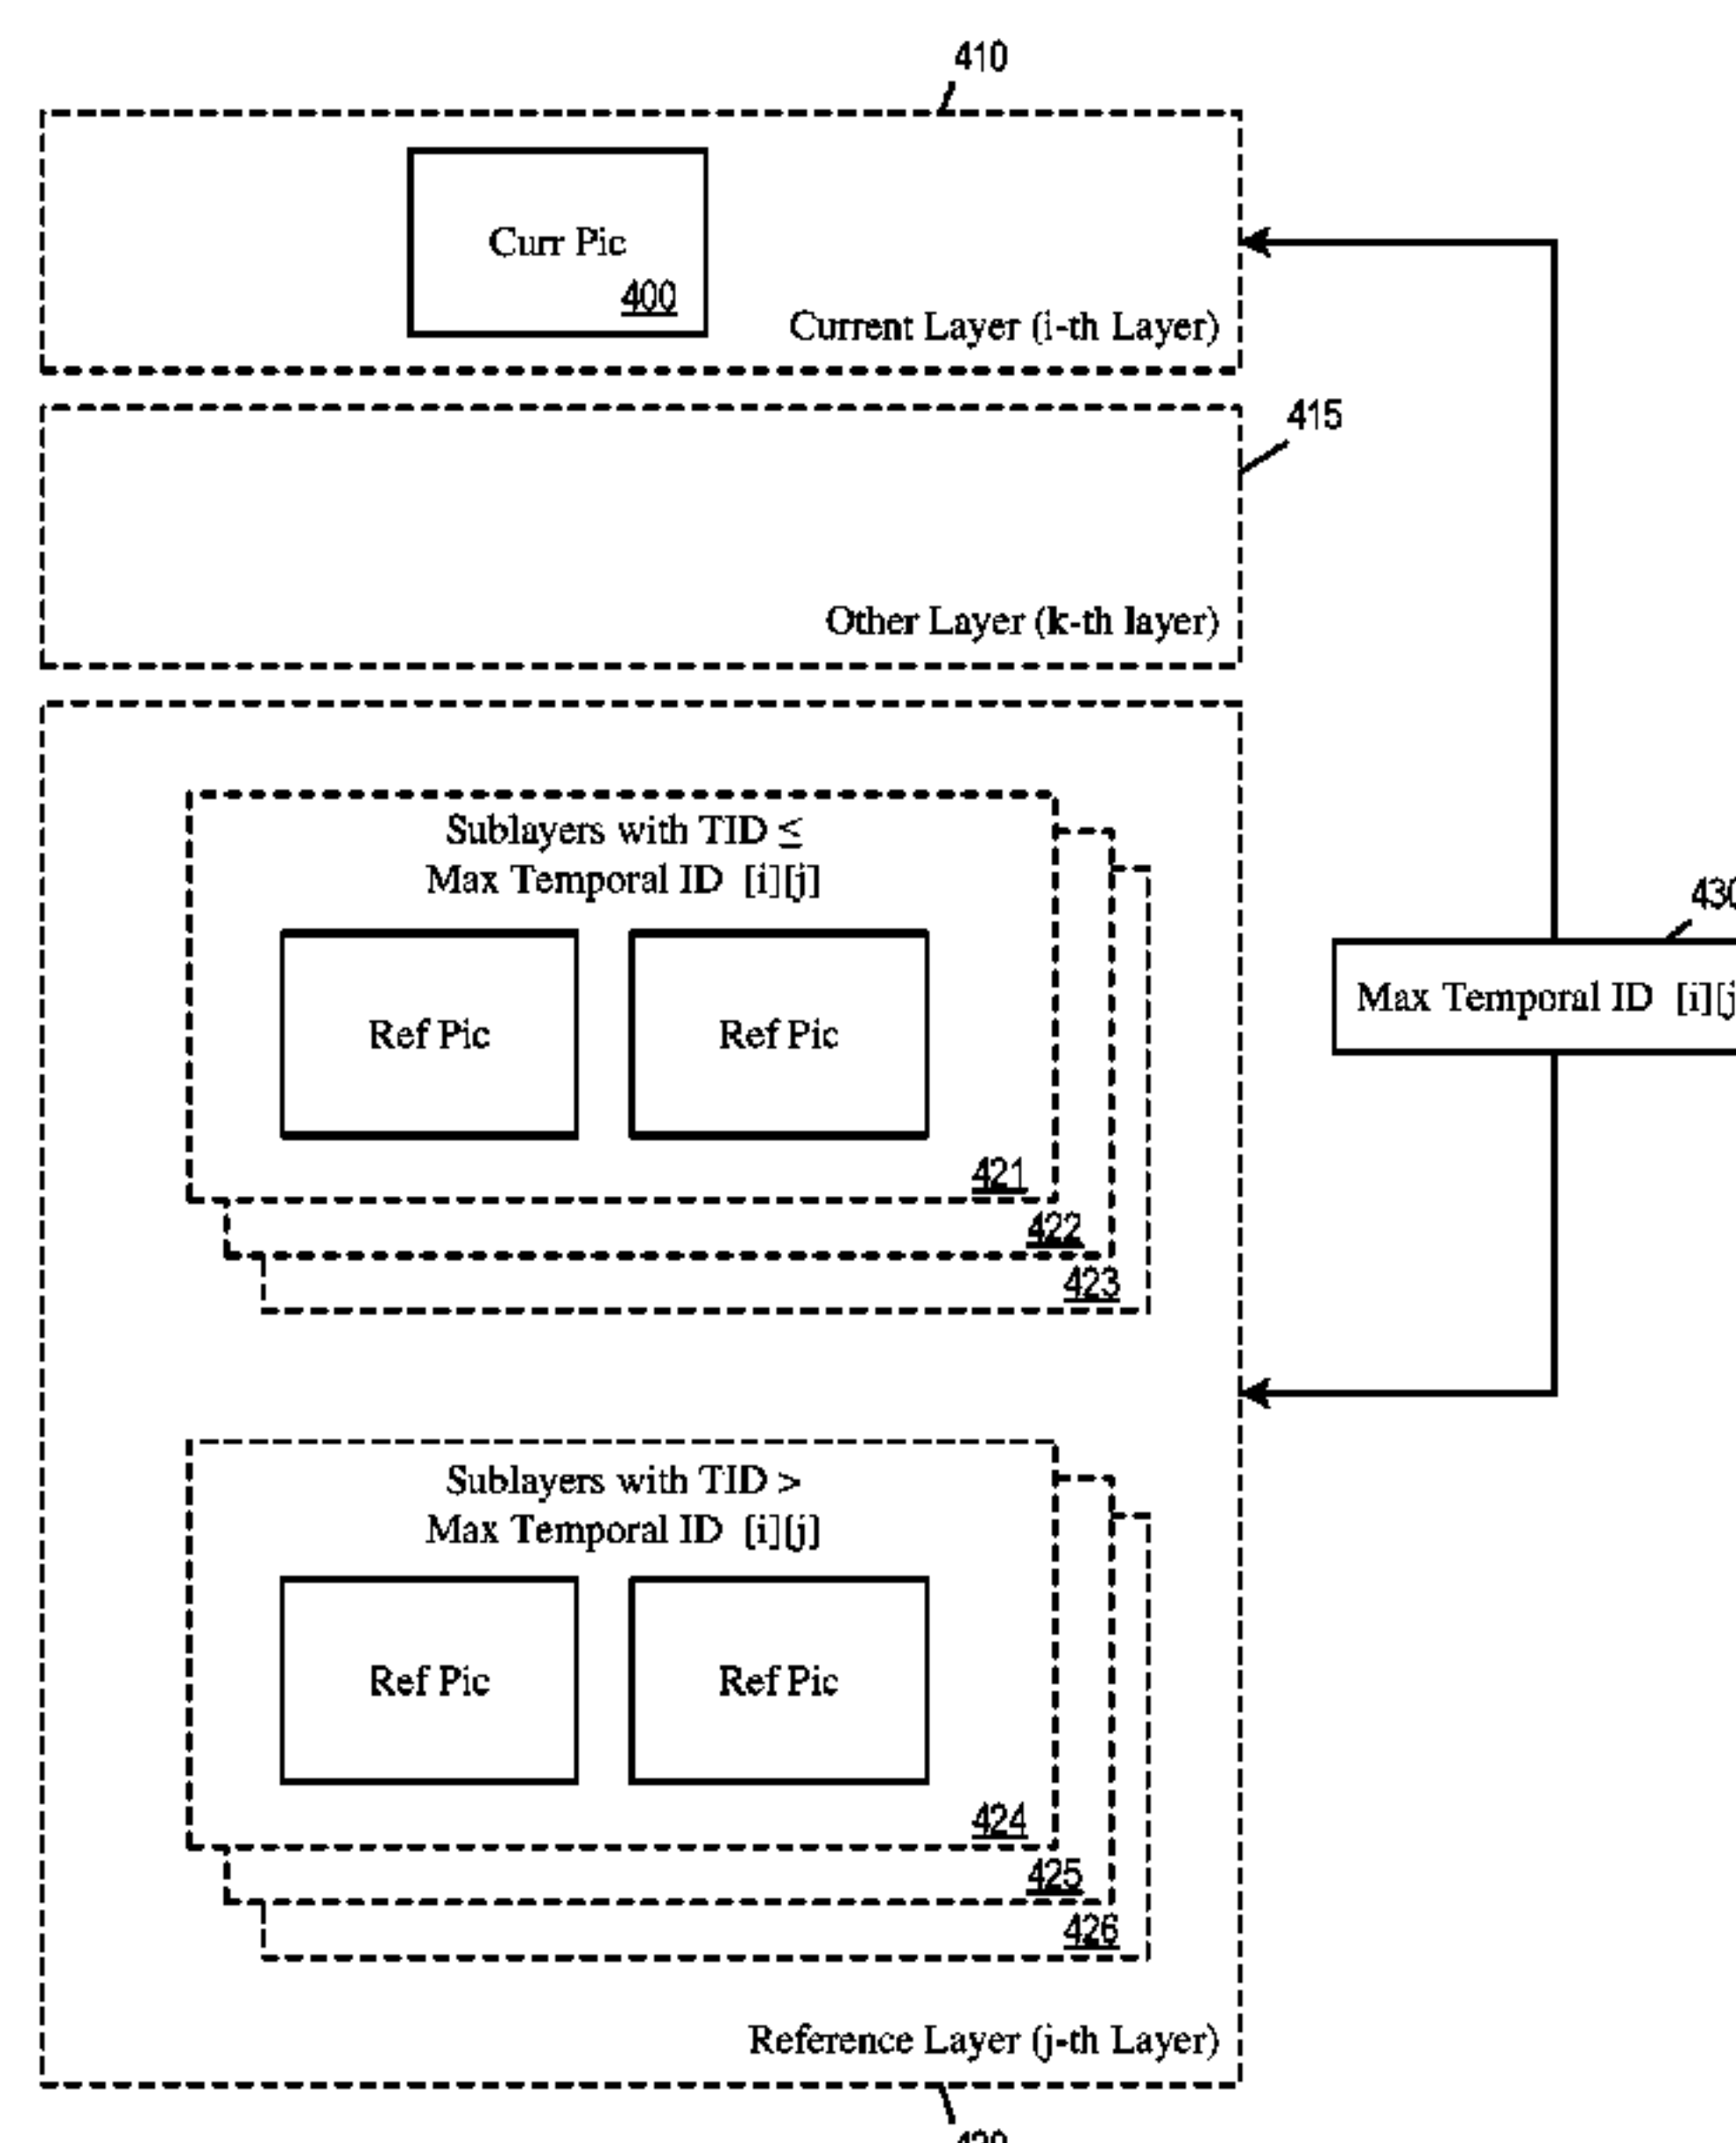 410
Curr Pic
400
Current Layer (i-th Layer)
415
Other Layer (k-th layer)
Sublayers with TID ≤
Max Temporal ID [i][j]
Ref Pic Ref Pic
421
422
423
430
Max Temporal ID [i][j
Sublayers with TID >
Max Temporal ID [i][j]
Ref Pic Ref Pic
424
425
426
Reference Layer (j-th Layer)